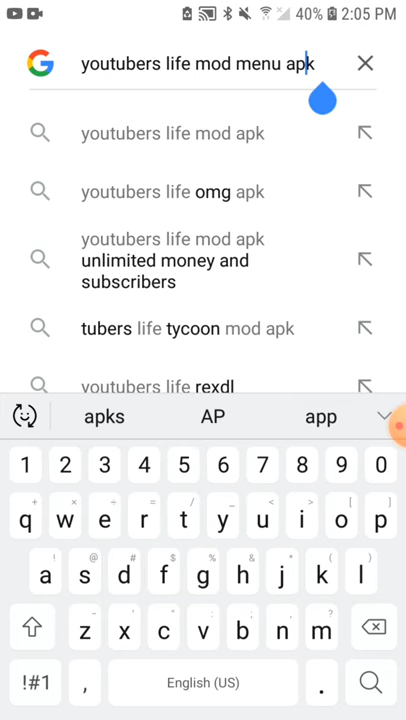 40% 2:05 PM
youtubers life mod menu apk
youtubers life mod apk
youtubers life omg apk
youtubers life mod apk
unlimited money and
subscribers
tubers life tycoon mod apk
youtubers life rexdl
apks AP app
1 2 3 4 5 6 7 8 9 0
+ × ÷ = / _ < > [ ]
q w e r t y u i o p
! @ # $ % & * ( )
a s d f g h j k l
- ' " : ; , ?
z x c v b n m
!#1 , English (US) .